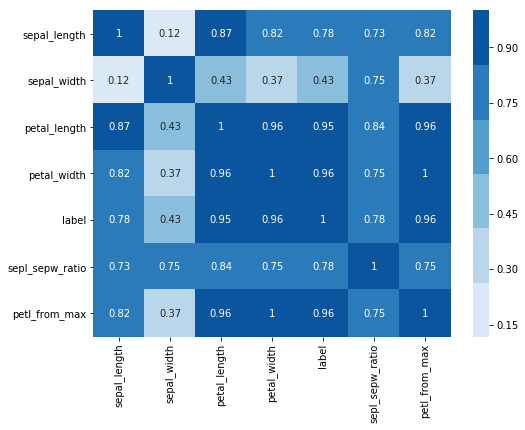 sepal_length 1 0.12 0.87 0.82 0.78 0.73 0.82
sepal_width 0.12 1 0.43 0.37 0.43 0.75 0.37
petal_length 0.87 0.43 1 0.96 0.95 0.84 0.96
petal_width 0.82 0.37 0.96 1 0.96 0.75 1
label 0.78 0.43 0.95 0.96 1 0.78 0.96
sepl_sepw_ratio 0.73 0.75 0.84 0.75 0.78 1 0.75
petl_from_max 0.82 0.37 0.96 1 0.96 0.75 1
sepal_length
sepal_width
petal_length
petal_width
label
sepl_sepw_ratio
petl_from_max
0.90
0.75
0.60
0.45
0.30
0.15